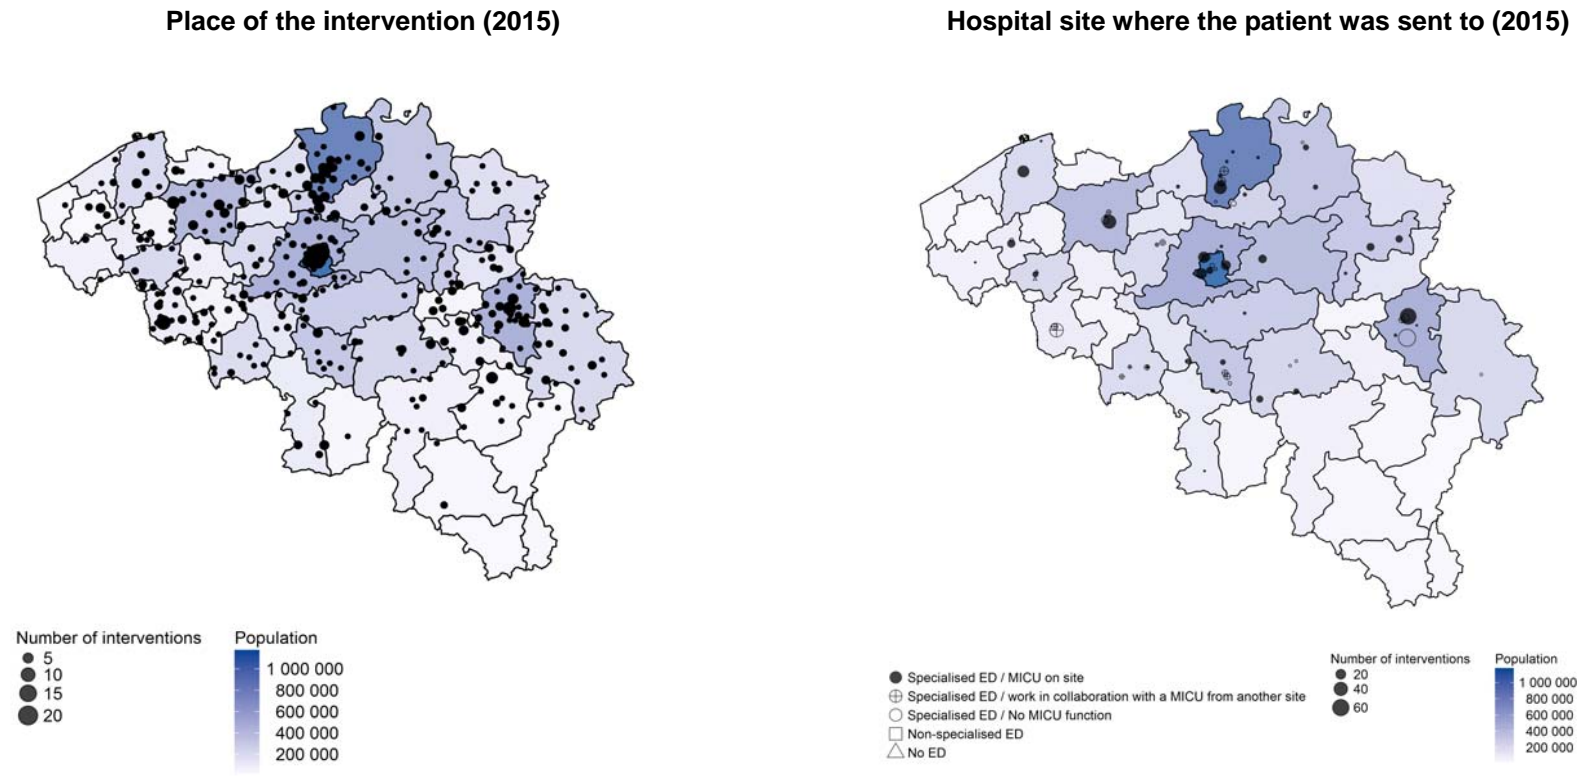 Place of the intervention (2015)
Hospital site where the patient was sent to (2015)
Number of interventions
5
10
15
20
Population
1 000 000
800 000
600 000
400 000
200 000
Specialised ED / MICU on site
Specialised ED / work in collaboration with a MICU from another site
Specialised ED / No MICU function
Non-specialised ED
No ED
Number of interventions
20
40
60
Population
1 000 000
800 000
600 000
400 000
200 000